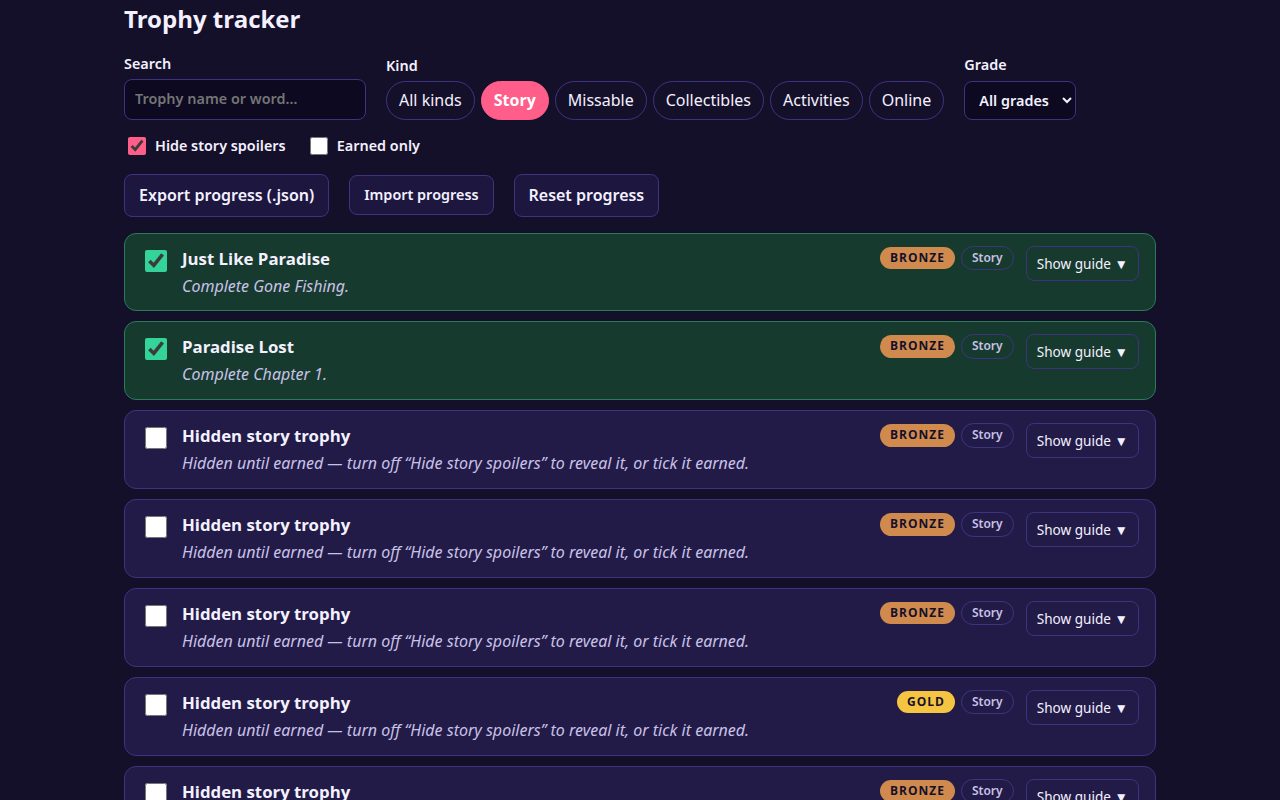 Trophy tracker
Search
Kind
Grade
Trophy name or word...
All kinds Story Missable Collectibles Activities Online
All grades
Hide story spoilers Earned only
Export progress (.json) Import progress Reset progress
Just Like Paradise BRONZE Story Show guide ▼
Complete Gone Fishing.
Paradise Lost BRONZE Story Show guide ▼
Complete Chapter 1.
Hidden story trophy BRONZE Story Show guide ▼
Hidden until earned — turn off “Hide story spoilers” to reveal it, or tick it earned.
Hidden story trophy BRONZE Story Show guide ▼
Hidden until earned — turn off “Hide story spoilers” to reveal it, or tick it earned.
Hidden story trophy BRONZE Story Show guide ▼
Hidden until earned — turn off “Hide story spoilers” to reveal it, or tick it earned.
Hidden story trophy GOLD Story Show guide ▼
Hidden until earned — turn off “Hide story spoilers” to reveal it, or tick it earned.
Hidden story trophy BRONZE Story Show guide ▼